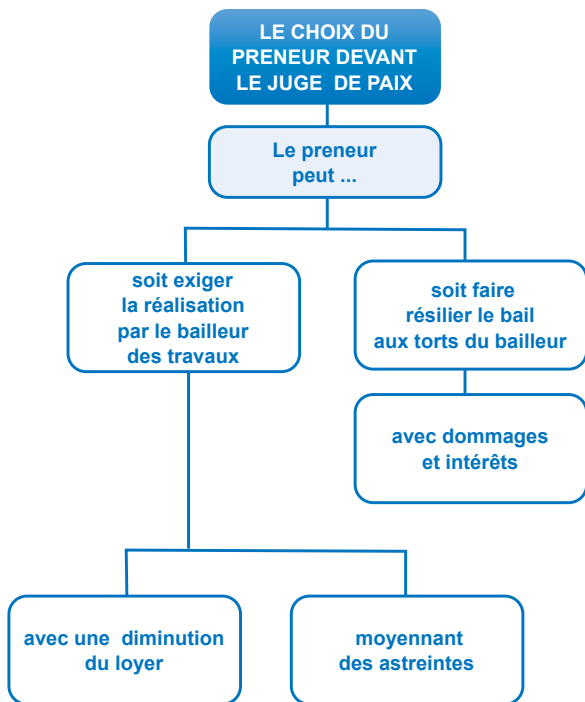 LE CHOIX DU
PRENEUR DEVANT
LE JUGE DE PAIX
Le preneur
peut ...
soit exiger
la réalisation
par le bailleur
des travaux
soit faire
résilier le bail
aux torts du bailleur
avec dommages
et intérêts
avec une diminution
du loyer
moyennant
des astreintes